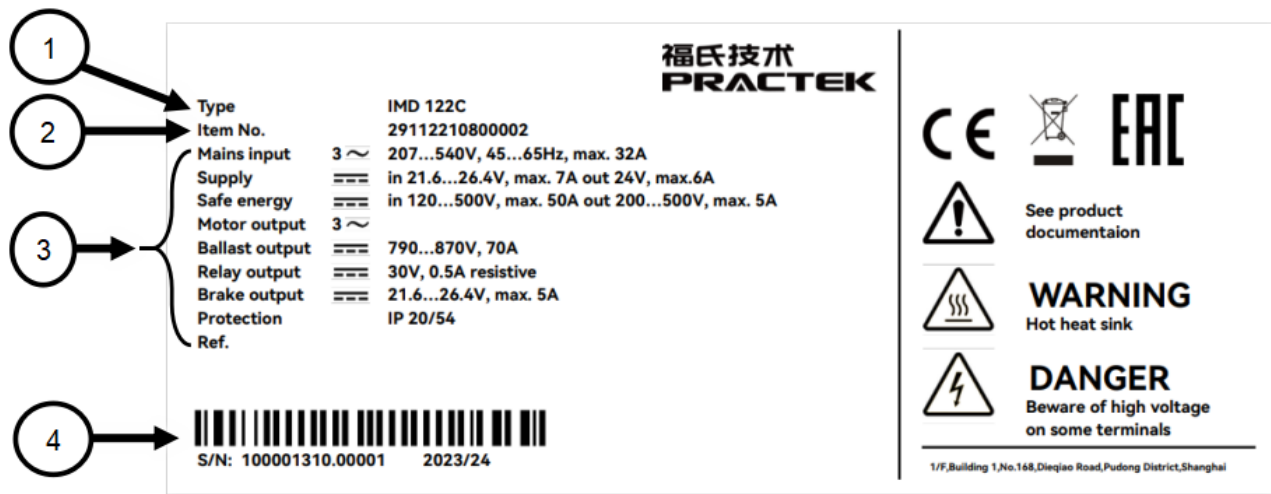 1
2
3
4
福氏技术
PRACTEK
Type IMD 122C
Item No. 29112210800002
Mains input 3 ~ 207...540V, 45...65Hz, max. 32A
Supply in 21.6...26.4V, max. 7A out 24V, max.6A
Safe energy in 120...500V, max. 50A out 200...500V, max. 5A
Motor output 3 ~
Ballast output 790...870V, 70A
Relay output 30V, 0.5A resistive
Brake output 21.6...26.4V, max. 5A
Protection IP 20/54
Ref.
S/N: 100001310.00001 2023/24
CE EAC
See product
documentaion
WARNING
Hot heat sink
DANGER
Beware of high voltage
on some terminals
1/F,Building 1,No.168,Dieqiao Road,Pudong District,Shanghai